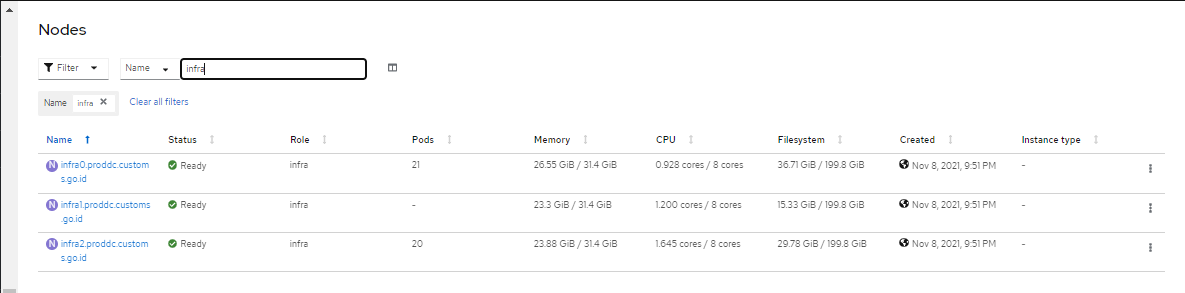 Nodes
Filter Name infra
Name infra Clear all filters
Name Status Role Pods Memory CPU Filesystem Created Instance type
N infra0.proddc.custom Ready infra 21 26.55 GiB / 31.4 GiB 0.928 cores / 8 cores 36.71 GiB / 199.8 GiB Nov 8, 2021, 9:51 PM -
s.go.id
N infra1.proddc.customs Ready infra - 23.3 GiB / 31.4 GiB 1.200 cores / 8 cores 15.33 GiB / 199.8 GiB Nov 8, 2021, 9:51 PM -
.go.id
N infra2.proddc.custom Ready infra 20 23.88 GiB / 31.4 GiB 1.645 cores / 8 cores 29.78 GiB / 199.8 GiB Nov 8, 2021, 9:51 PM -
s.go.id